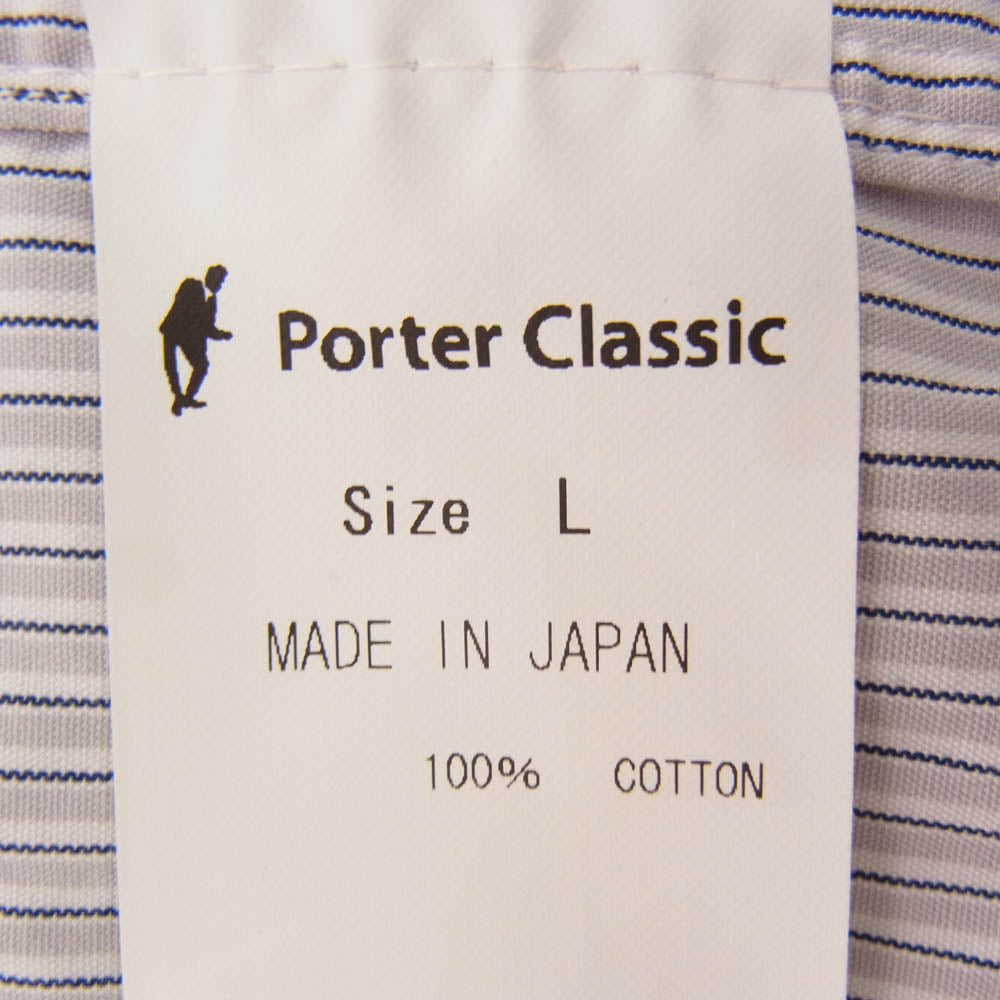 Porter Classic
Size L
MADE IN JAPAN
100% COTTON